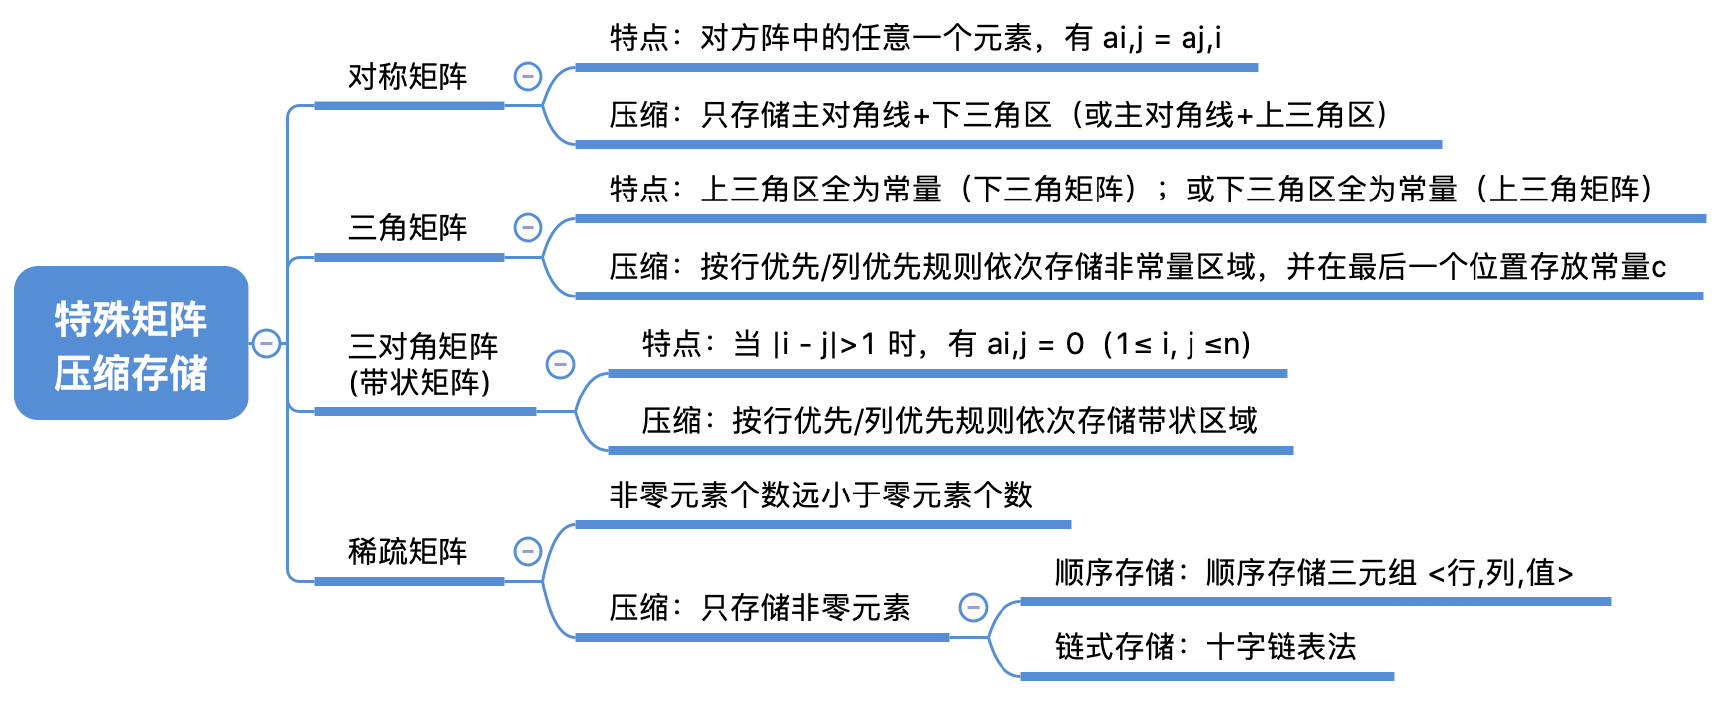 特殊矩阵
压缩存储
对称矩阵
特点：对方阵中的任意一个元素，有 ai,j = aj,i
压缩：只存储主对角线+下三角区（或主对角线+上三角区）
三角矩阵
特点：上三角区全为常量（下三角矩阵）；或下三角区全为常量（上三角矩阵）
压缩：按行优先/列优先规则依次存储非常量区域，并在最后一个位置存放常量c
三对角矩阵
(带状矩阵)
特点：当 |i - j|>1 时，有 ai,j = 0（1≤ i, j ≤n)
压缩：按行优先/列优先规则依次存储带状区域
稀疏矩阵
非零元素个数远小于零元素个数
压缩：只存储非零元素
顺序存储：顺序存储三元组 <行,列,值>
链式存储：十字链表法